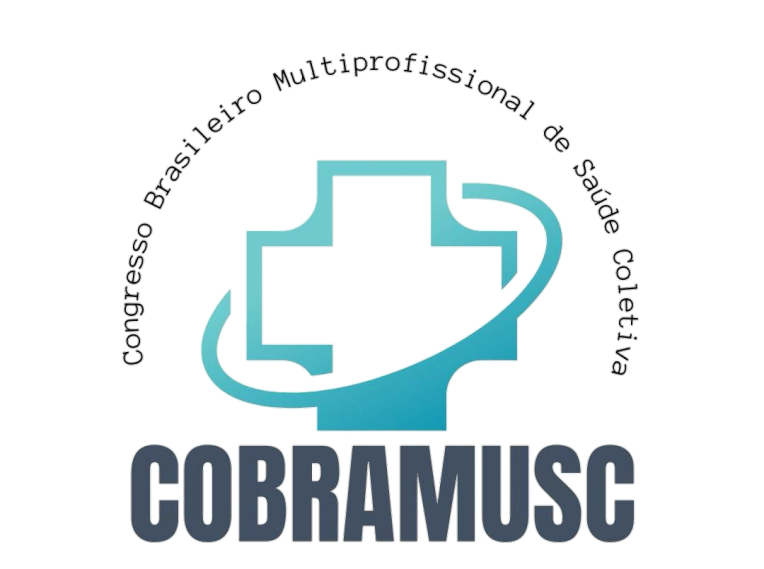 Congresso Brasileiro Multiprofissional de Saúde Coletiva
COBRAMUSC